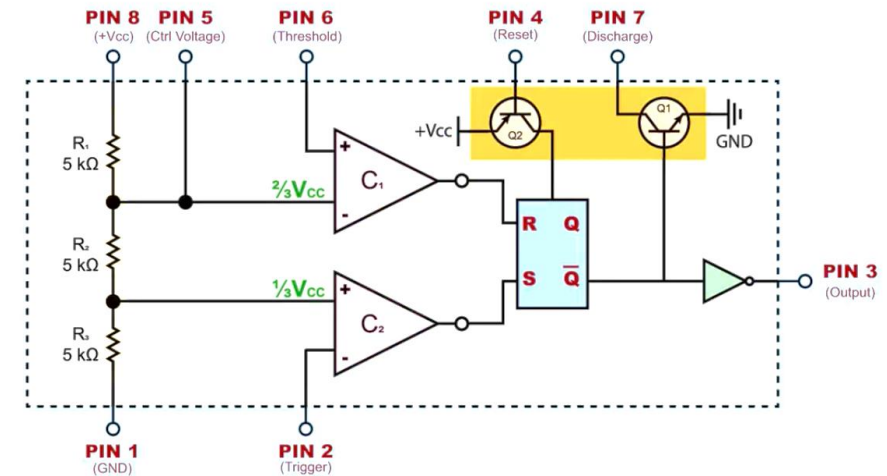 PIN 8
(+Vcc)
PIN 5
(Ctrl Voltage)
PIN 6
(Threshold)
PIN 4
(Reset)
PIN 7
(Discharge)
R₁
5 kΩ
+Vcc
Q2
Q1
GND
C₁
⅔Vcc
+
-
R Q
S Q̅
R₂
5 kΩ
⅓Vcc
+
-
C₂
PIN 3
(Output)
R₃
5 kΩ
PIN 1
(GND)
PIN 2
(Trigger)